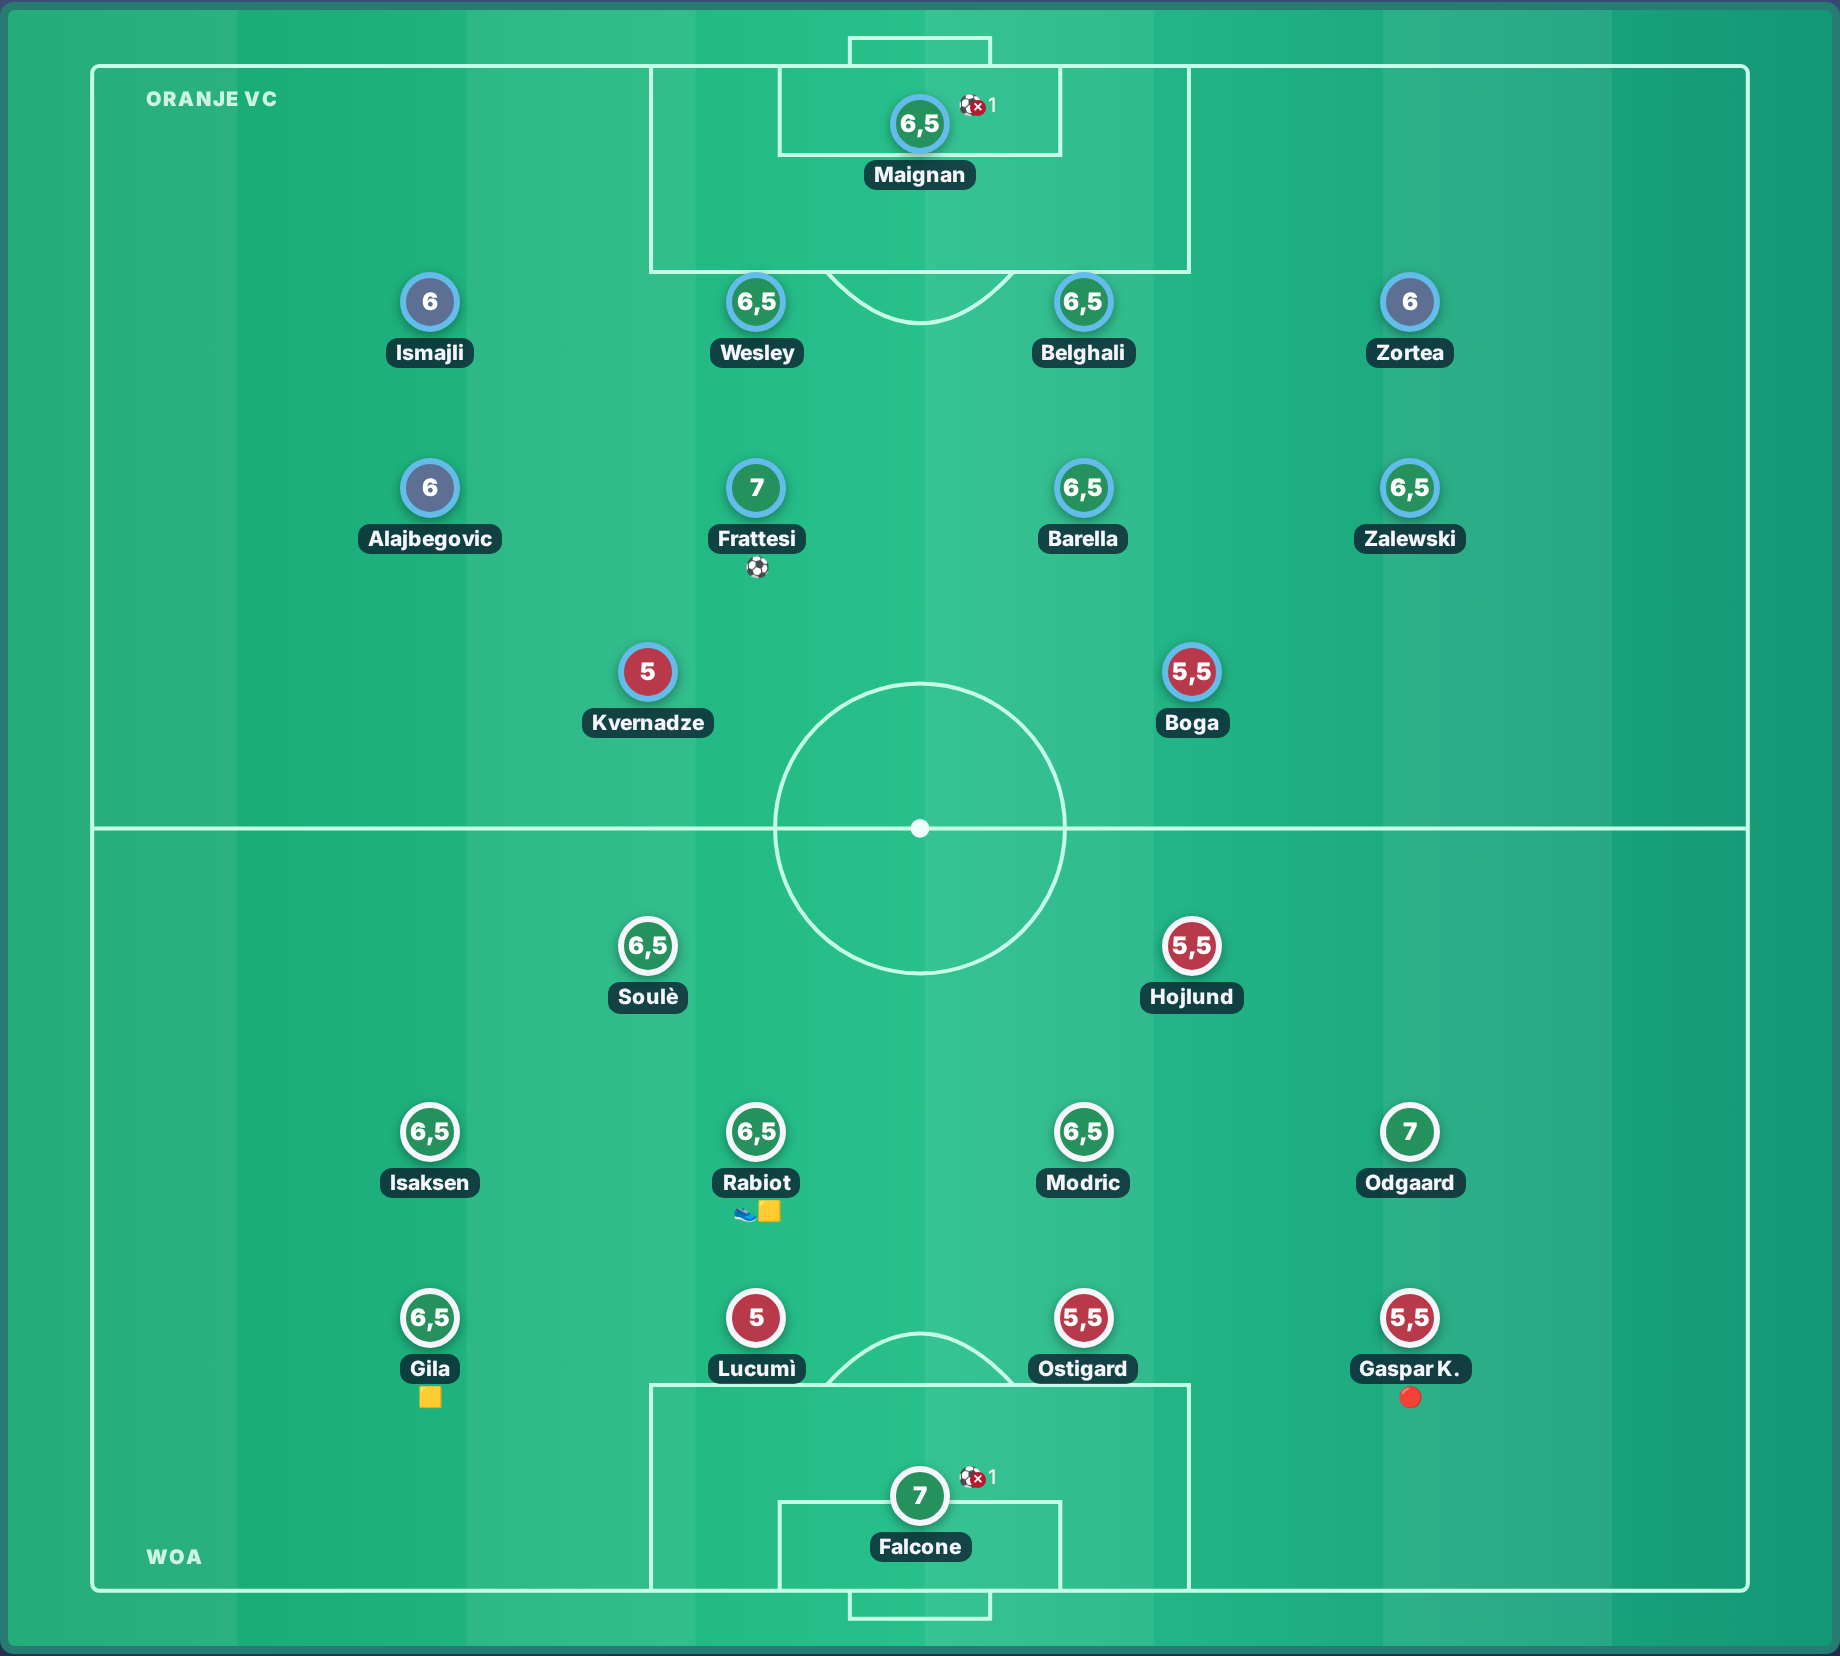 ORANJE VC
1
6,5
Maignan
6 6,5 6,5 6
Ismajli Wesley Belghali Zortea
6 7 6,5 6,5
Alajbegovic Frattesi Barella Zalewski
5 5,5
Kvernadze Boga
6,5 5,5
Soulè Hojlund
6,5 6,5 6,5 7
Isaksen Rabiot Modric Odgaard
6,5 5 5,5 5,5
Gila Lucumì Ostigard Gaspar K.
1
7
Falcone
WOA